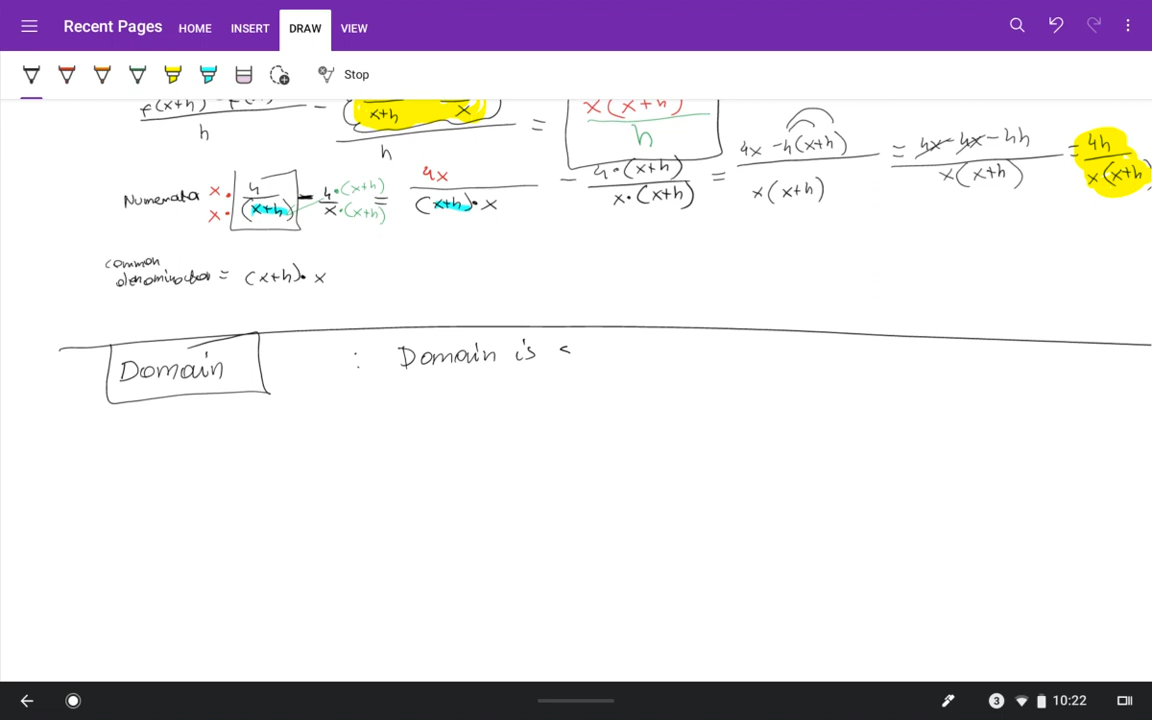 Recent Pages HOME INSERT DRAW VIEW
Stop
f(x+h) - f( ) / h = ( x+h x ) / h = x(x+h) / h
Numerator x· x· 4/(x+h) - 4·(x+h)/x·(x+h) = 4x/(x+h)·x - 4·(x+h)/x·(x+h) = 4x -4(x+h)/x(x+h) = 4x-4x-4h/x(x+h) = 4h/x(x+h)
common
denominator = (x+h)·x
Domain : Domain is
3 10:22